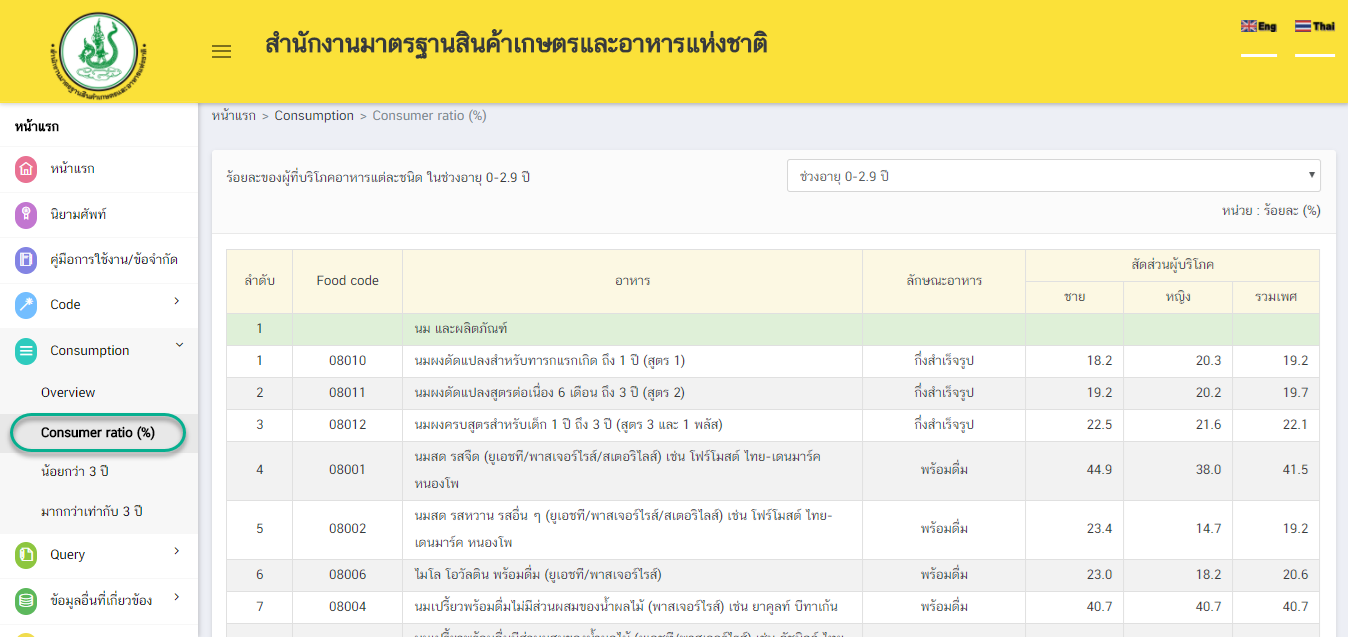 สำนักงานมาตรฐานสินค้าเกษตรและอาหารแห่งชาติ
Eng Thai
หน้าแรก
หน้าแรก
นิยามศัพท์
คู่มือการใช้งาน/ข้อจำกัด
Code
Consumption
Overview
Consumer ratio (%)
น้อยกว่า 3 ปี
มากกว่าเท่ากับ 3 ปี
Query
ข้อมูลอื่นที่เกี่ยวข้อง
หน้าแรก > Consumption > Consumer ratio (%)
ร้อยละของผู้ที่บริโภคอาหารแต่ละชนิด ในช่วงอายุ 0-2.9 ปี
ช่วงอายุ 0-2.9 ปี
หน่วย : ร้อยละ (%)
ลำดับ Food code อาหาร ลักษณะอาหาร สัดส่วนผู้บริโภค
ชาย หญิง รวมเพศ
1 นม และผลิตภัณฑ์
1 08010 นมผงดัดแปลงสำหรับทารกแรกเกิด ถึง 1 ปี (สูตร 1) กึ่งสำเร็จรูป 18.2 20.3 19.2
2 08011 นมผงดัดแปลงสูตรต่อเนื่อง 6 เดือน ถึง 3 ปี (สูตร 2) กึ่งสำเร็จรูป 19.2 20.2 19.7
3 08012 นมผงครบสูตรสำหรับเด็ก 1 ปี ถึง 3 ปี (สูตร 3 และ 1 พลัส) กึ่งสำเร็จรูป 22.5 21.6 22.1
4 08001 นมสด รสจืด (ยูเอชที/พาสเจอร์ไรส์/สเตอริไลส์) เช่น โฟร์โมสต์ ไทย-เดนมาร์ค พร้อมดื่ม 44.9 38.0 41.5
หนองโพ
5 08002 นมสด รสหวาน รสอื่น ๆ (ยูเอชที/พาสเจอร์ไรส์/สเตอริไลส์) เช่น โฟร์โมสต์ ไทย- พร้อมดื่ม 23.4 14.7 19.2
เดนมาร์ค หนองโพ
6 08006 ไมโล โอวัลติน พร้อมดื่ม (ยูเอชที/พาสเจอร์ไรส์) พร้อมดื่ม 23.0 18.2 20.6
7 08004 นมเปรี้ยวพร้อมดื่มไม่มีส่วนผสมของน้ำผลไม้ (พาสเจอร์ไรส์) เช่น ยาคูลท์ บีทาเก้น พร้อมดื่ม 40.7 40.7 40.7